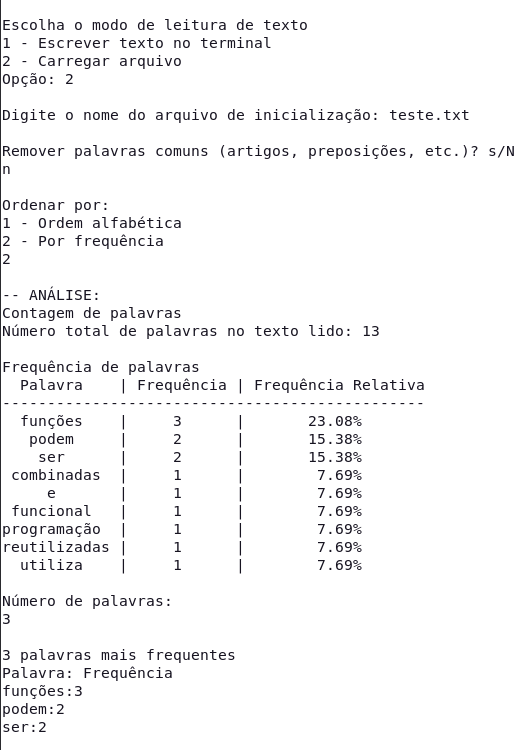 Escolha o modo de leitura de texto
1 - Escrever texto no terminal
2 - Carregar arquivo
Opção: 2
Digite o nome do arquivo de inicialização: teste.txt
Remover palavras comuns (artigos, preposições, etc.)? s/N
n
Ordenar por:
1 - Ordem alfabética
2 - Por frequência
2
-- ANÁLISE:
Contagem de palavras
Número total de palavras no texto lido: 13
Frequência de palavras
Palavra | Frequência | Frequência Relativa
-----------------------------------------------
funções | 3 | 23.08%
podem | 2 | 15.38%
ser | 2 | 15.38%
combinadas | 1 | 7.69%
e | 1 | 7.69%
funcional | 1 | 7.69%
programação | 1 | 7.69%
reutilizadas | 1 | 7.69%
utiliza | 1 | 7.69%
Número de palavras:
3
3 palavras mais frequentes
Palavra: Frequência
funções:3
podem:2
ser:2